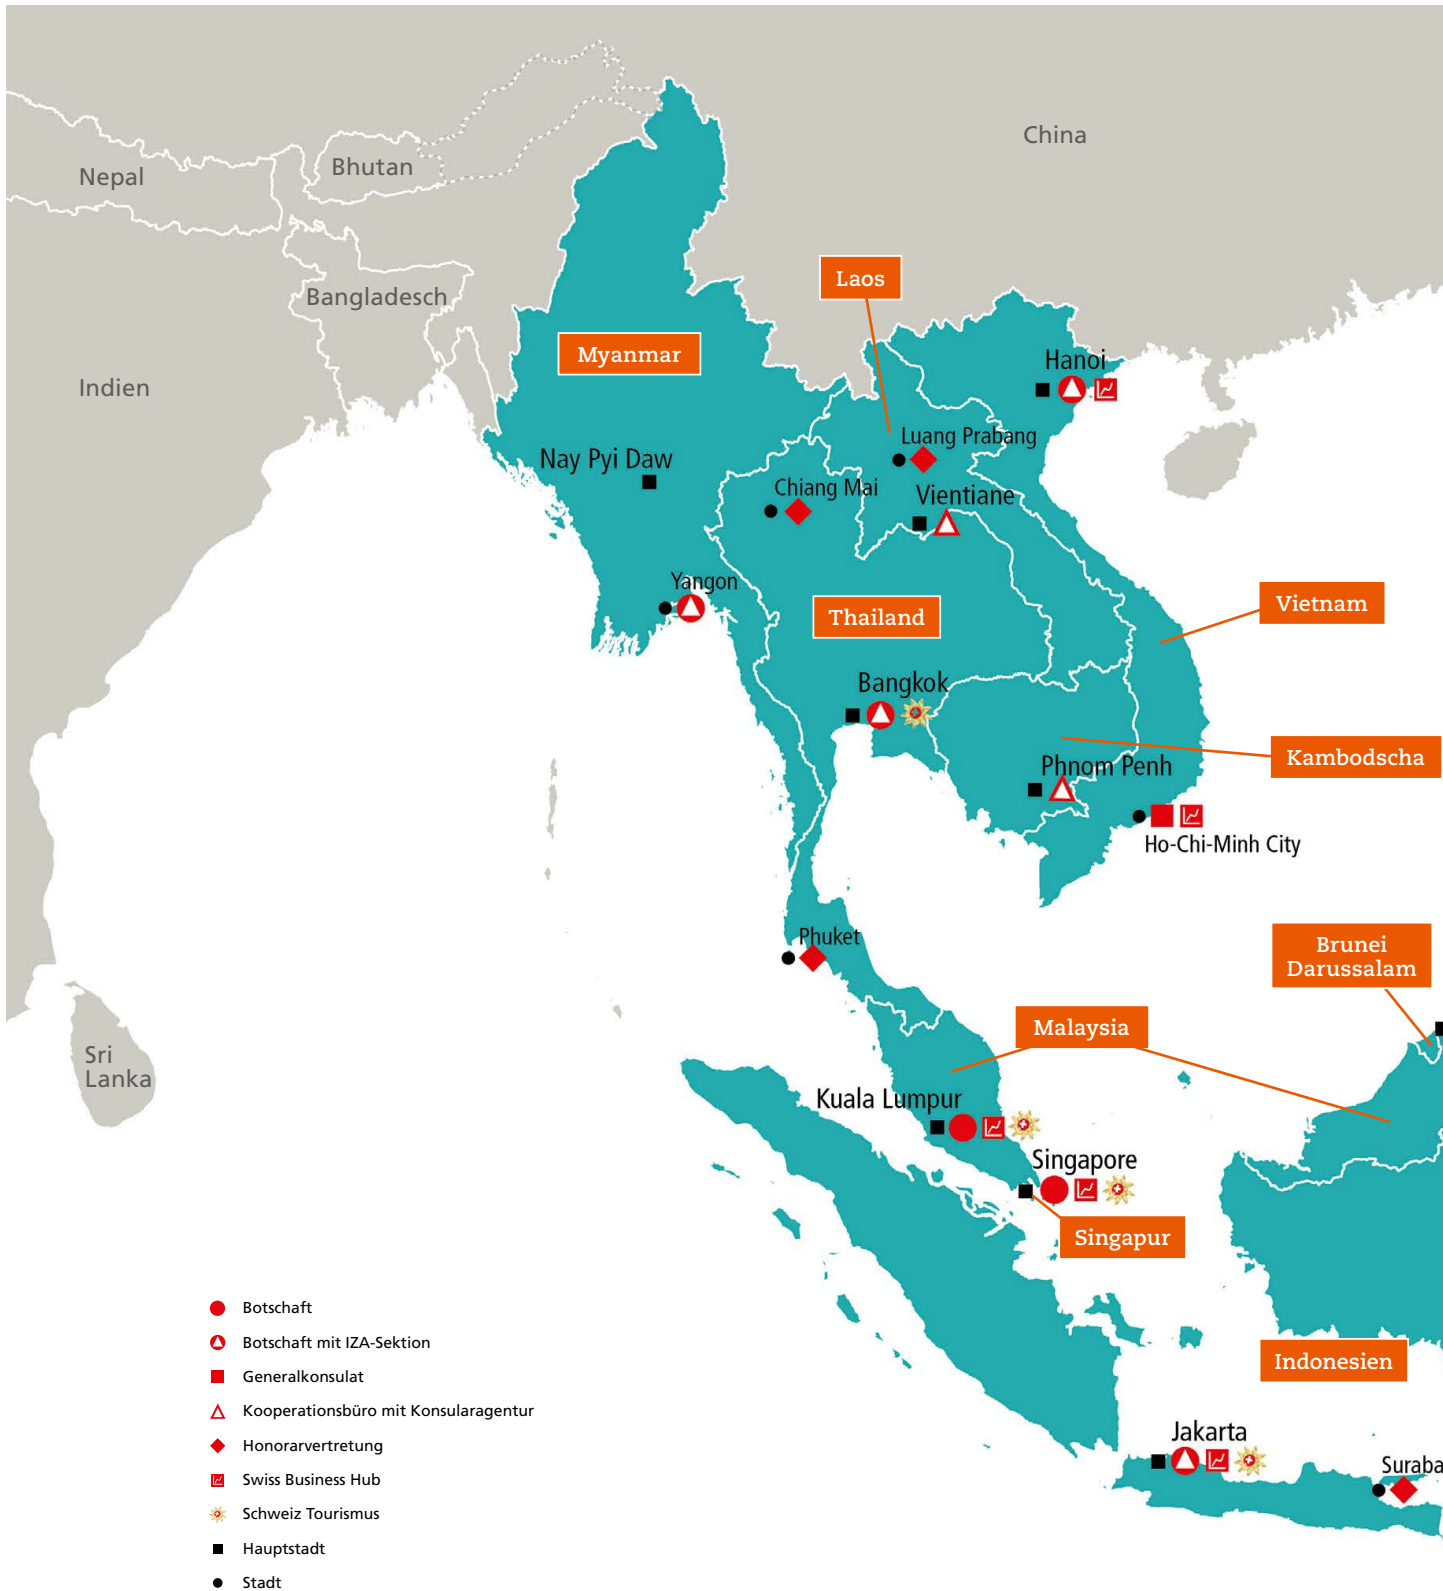 China
Bhutan
Nepal
Laos
Bangladesch
Myanmar
Hanoi
Indien
Luang Prabang
Nay Pyi Daw
Chiang Mai
Vientiane
Yangon
Vietnam
Thailand
Bangkok
Kambodscha
Phnom Penh
Ho-Chi-Minh City
Phuket
Brunei
Darussalam
Malaysia
Sri
Lanka
Kuala Lumpur
Singapore
Singapur
Botschaft
Botschaft mit IZA-Sektion
Indonesien
Generalkonsulat
Kooperationsbüro mit Konsularagentur
Jakarta
Honorarvertretung
Suraba
Swiss Business Hub
Schweiz Tourismus
Hauptstadt
Stadt